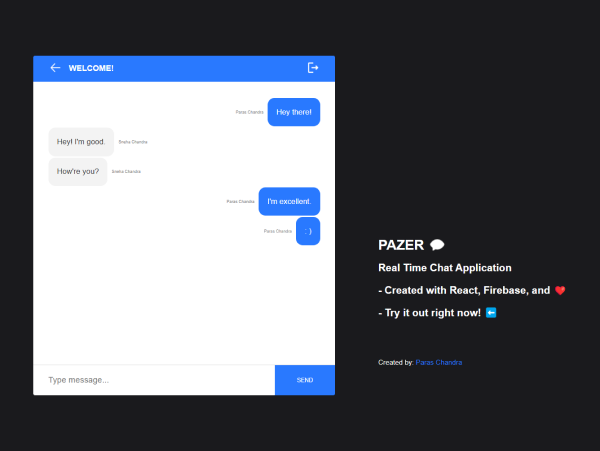 WELCOME!
Paras Chandra
Hey there!
Hey! I'm good.
Sneha Chandra
How're you?
Sneha Chandra
Paras Chandra
I'm excellent.
Paras Chandra
: )
Type message...
SEND
PAZER
Real Time Chat Application
- Created with React, Firebase, and ❤️
- Try it out right now! ⬅️
Created by: Paras Chandra